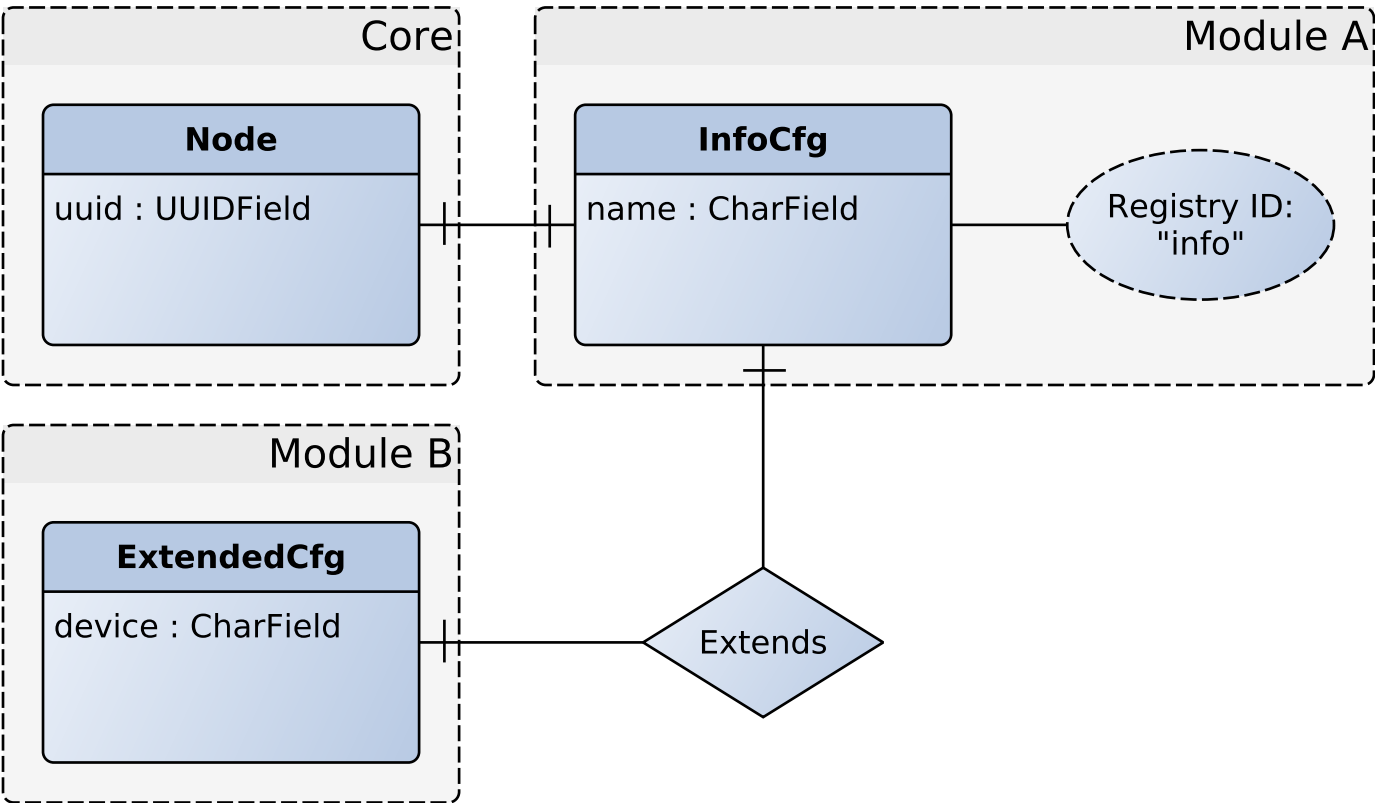 Core
Node
uuid : UUIDField
Module A
InfoCfg
name : CharField
Registry ID:
"info"
Module B
ExtendedCfg
device : CharField
Extends